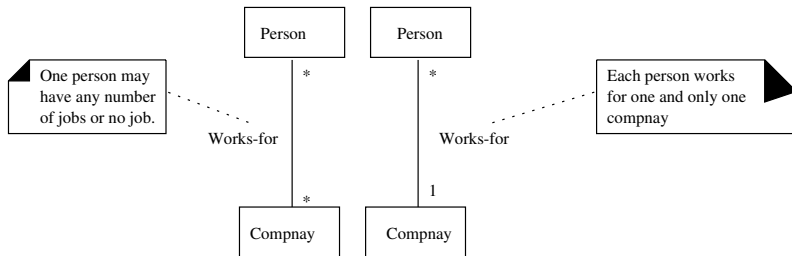 Person
Person
*
*
One person may
have any number
of jobs or no job.
Each person works
for one and only one
compnay
Works-for
Works-for
*
1
Compnay
Compnay